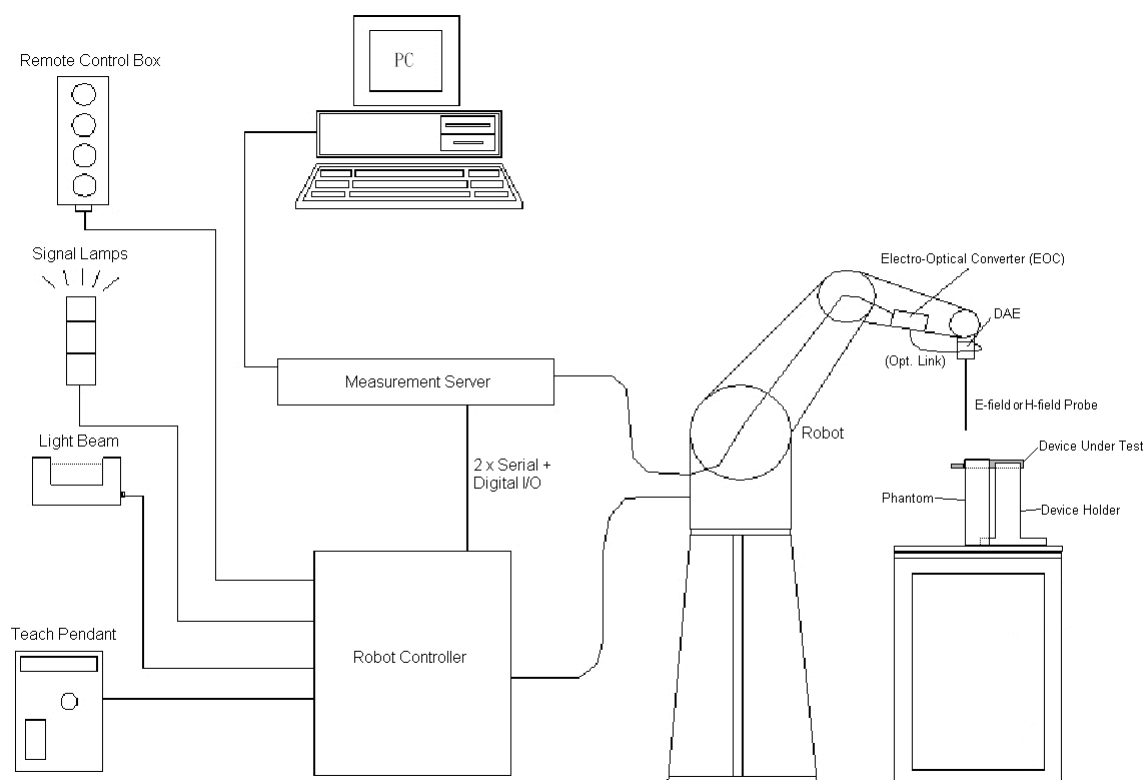 Remote Control Box
PC
Signal Lamps
Electro-Optical Converter (EOC)
DAE
(Opt. Link)
Measurement Server
E-field or H-field Probe
Robot
Light Beam
Device Under Test
2 x Serial +
Digital I/O
Phantom
Device Holder
Teach Pendant
Robot Controller